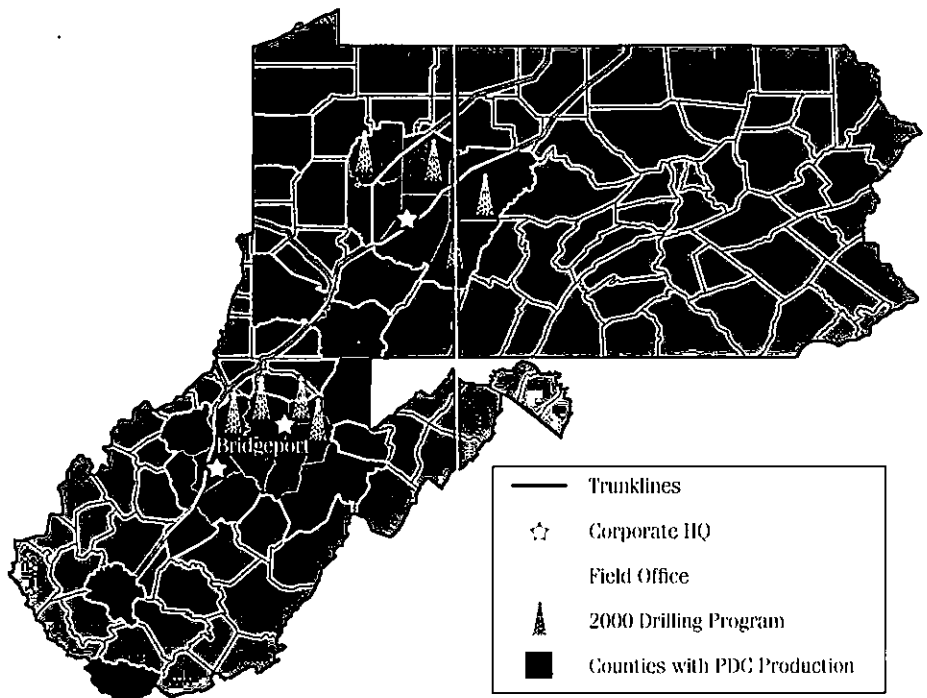 Bridgeport
Trunklines
Corporate HQ
Field Office
2000 Drilling Program
Counties with PDC Production